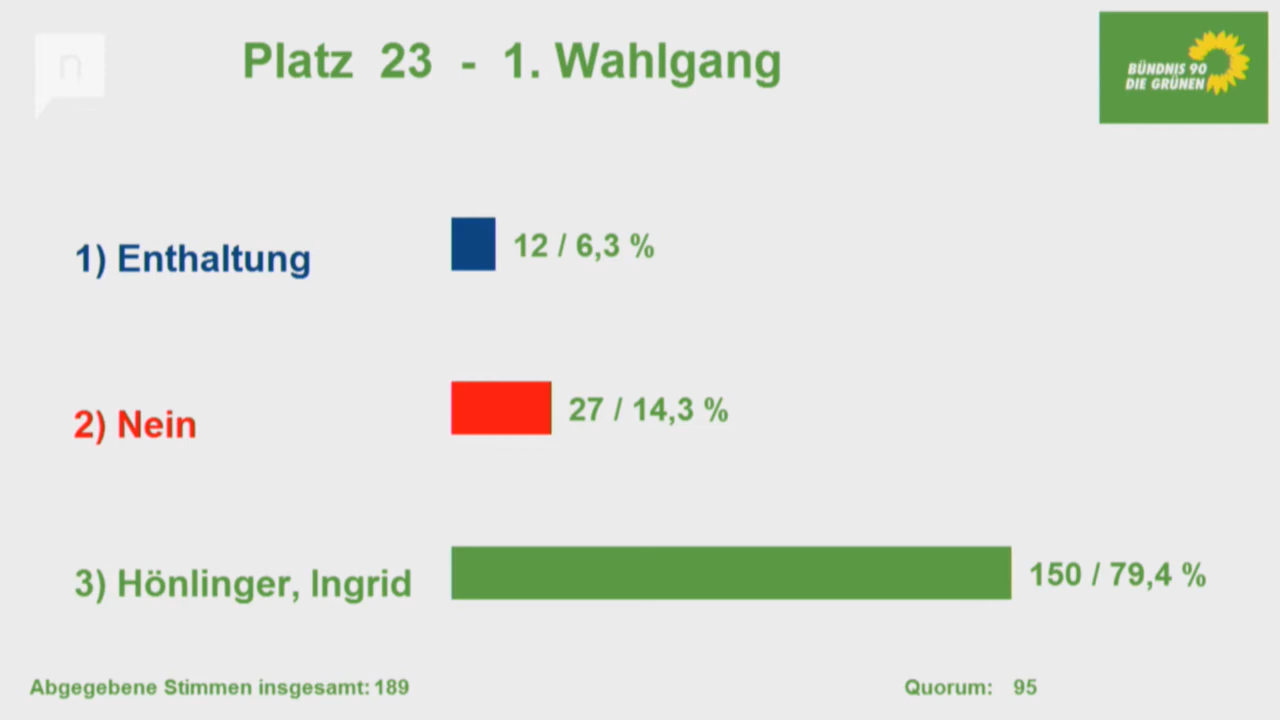 n
Platz 23 - 1. Wahlgang
BÜNDNIS 90
DIE GRÜNEN
1) Enthaltung
12 / 6,3 %
2) Nein
27 / 14,3 %
3) Hönlinger, Ingrid
150 / 79,4 %
Abgegebene Stimmen insgesamt: 189
Quorum: 95